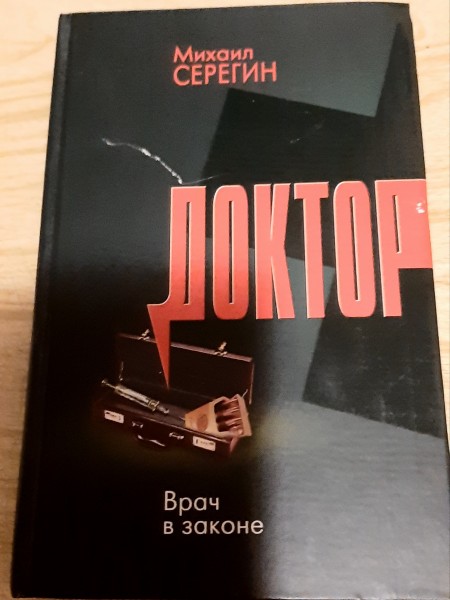 Михаил
СЕРЕГИН
ДОКТОР
Врач
в законе